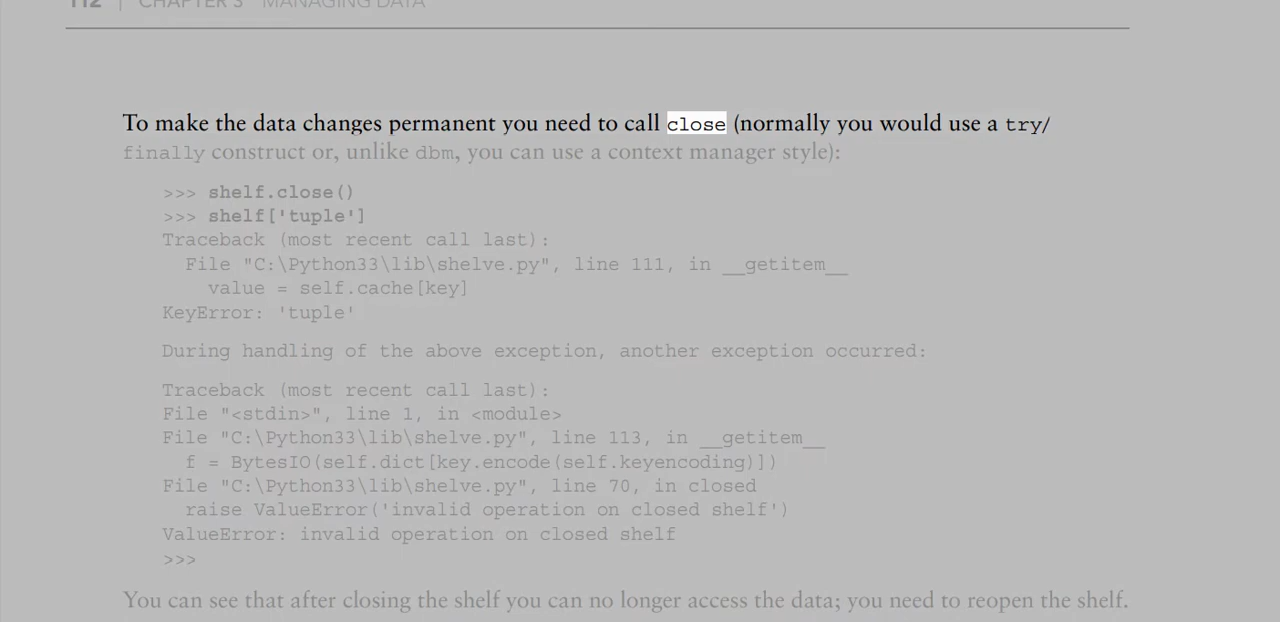 112 | CHAPTER 3 MANAGING DATA
To make the data changes permanent you need to call close (normally you would use a try/
finally construct or, unlike dbm, you can use a context manager style):
>>> shelf.close()
>>> shelf['tuple']
Traceback (most recent call last):
File "C:\Python33\lib\shelve.py", line 111, in __getitem__
value = self.cache[key]
KeyError: 'tuple'
During handling of the above exception, another exception occurred:
Traceback (most recent call last):
File "<stdin>", line 1, in <module>
File "C:\Python33\lib\shelve.py", line 113, in __getitem__
f = BytesIO(self.dict[key.encode(self.keyencoding)])
File "C:\Python33\lib\shelve.py", line 70, in closed
raise ValueError('invalid operation on closed shelf')
ValueError: invalid operation on closed shelf
>>>
You can see that after closing the shelf you can no longer access the data; you need to reopen the shelf.